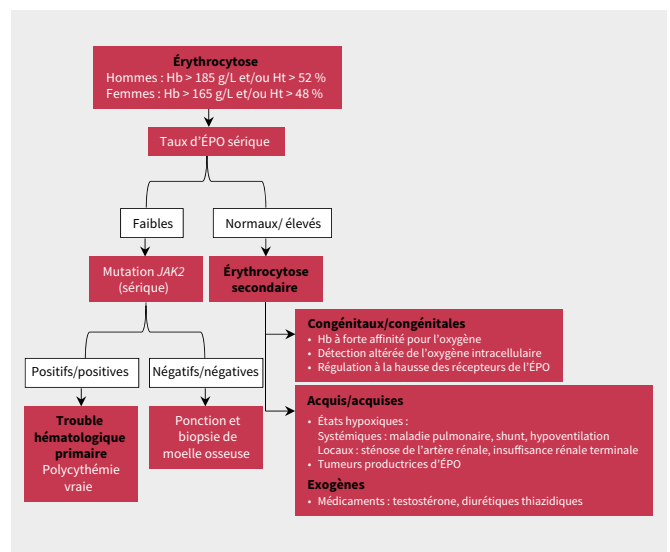 Érythrocytose
Hommes : Hb > 185 g/L et/ou Ht > 52 %
Femmes : Hb > 165 g/L et/ou Ht > 48 %
Taux d’ÉPO sérique
Faibles
Normaux/ élevés
Mutation JAK2
(sérique)
Érythrocytose
secondaire
Congénitaux/congénitales
• Hb à forte affinité pour l’oxygène
• Détection altérée de l’oxygène intracellulaire
• Régulation à la hausse des récepteurs de l’ÉPO
Positifs/positives
Négatifs/négatives
Trouble
hématologique
primaire
Polycythémie
vraie
Ponction et
biopsie de
moelle osseuse
Acquis/acquises
• États hypoxiques :
Systémiques : maladie pulmonaire, shunt, hypoventilation
Locaux : sténose de l’artère rénale, insuffisance rénale terminale
• Tumeurs productrices d’ÉPO
Exogènes
• Médicaments : testostérone, diurétiques thiazidiques